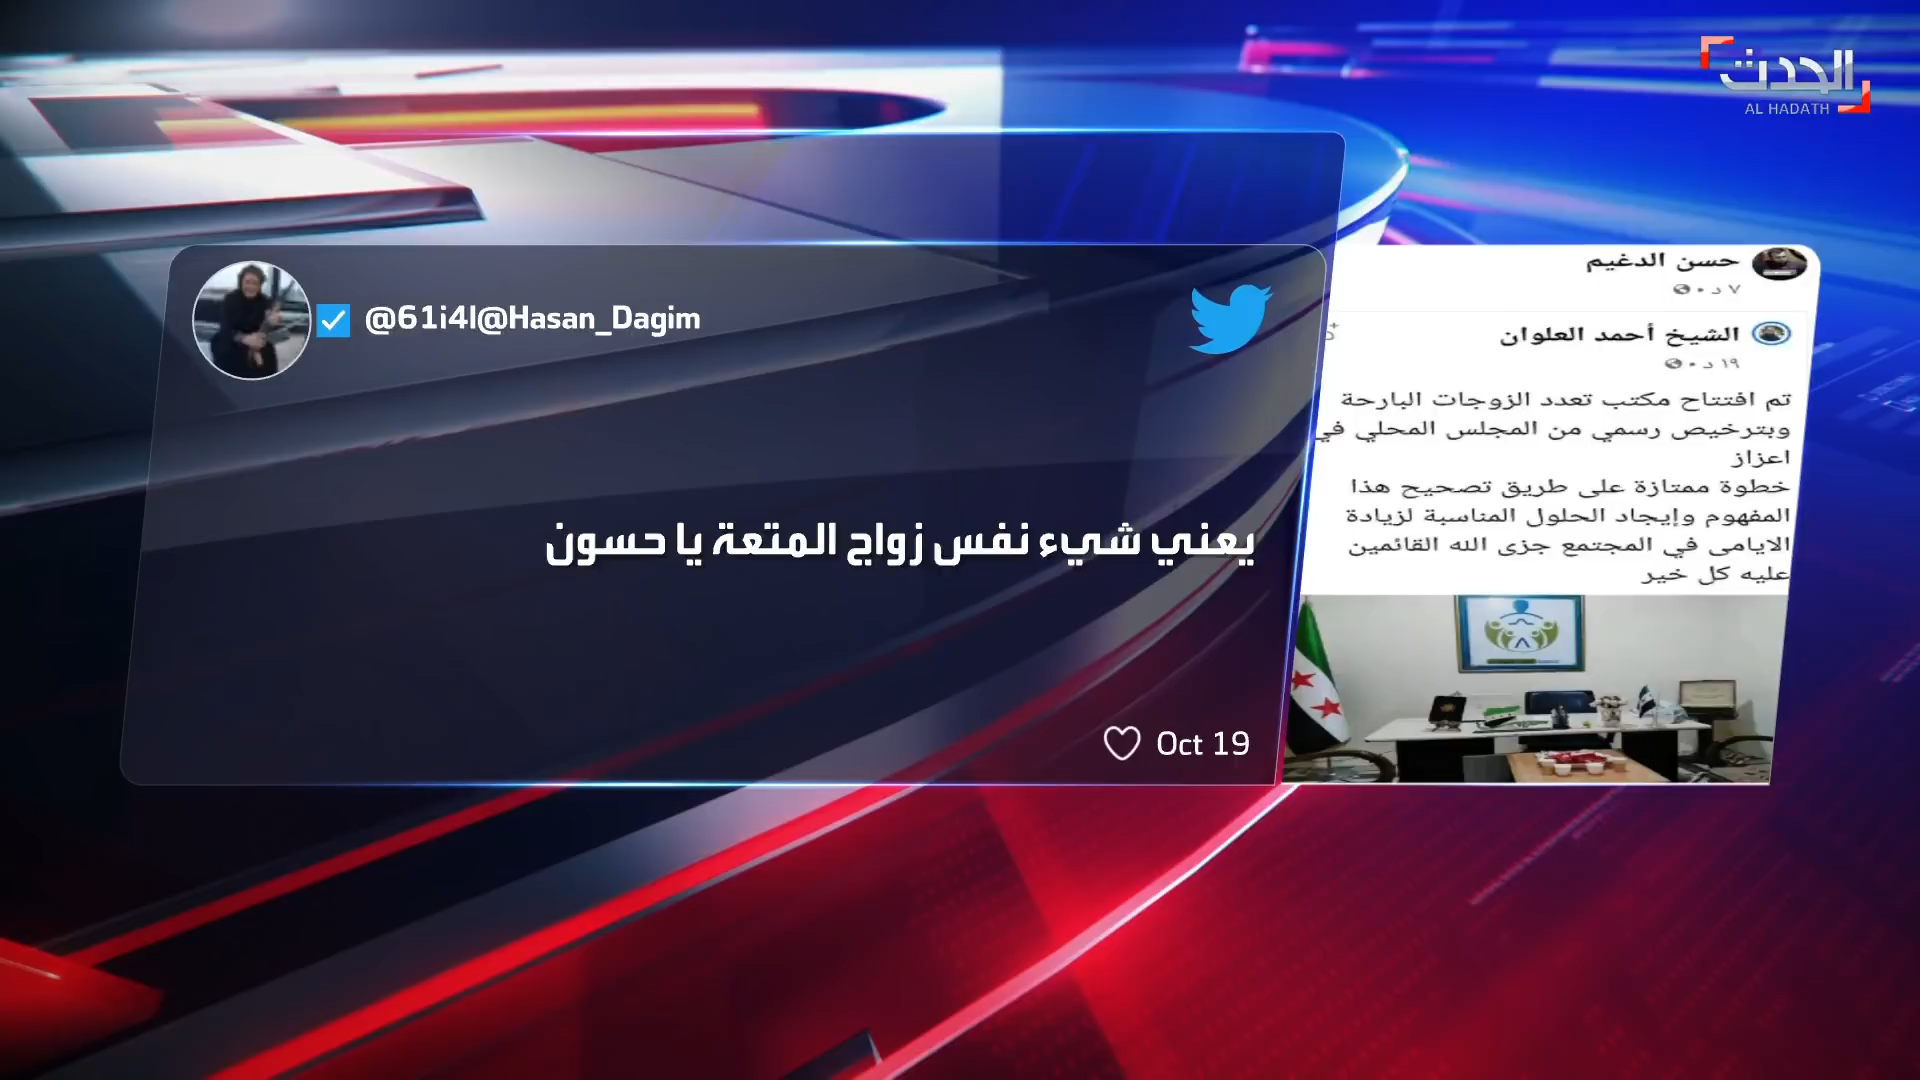 الحدث
AL HADATH
@61i4l@Hasan_Dagim
يعني شيء نفس زواج المتعة يا حسون
Oct 19
حسن الدغيم
٧ د
الشيخ أحمد العلوان
١٩ د
تم افتتاح مكتب تعدد الزوجات البارحة
وبترخيص رسمي من المجلس المحلي في
اعزاز
خطوة ممتازة على طريق تصحيح هذا
المفهوم وإيجاد الحلول المناسبة لزيادة
الايامى في المجتمع جزى الله القائمين
عليه كل خير